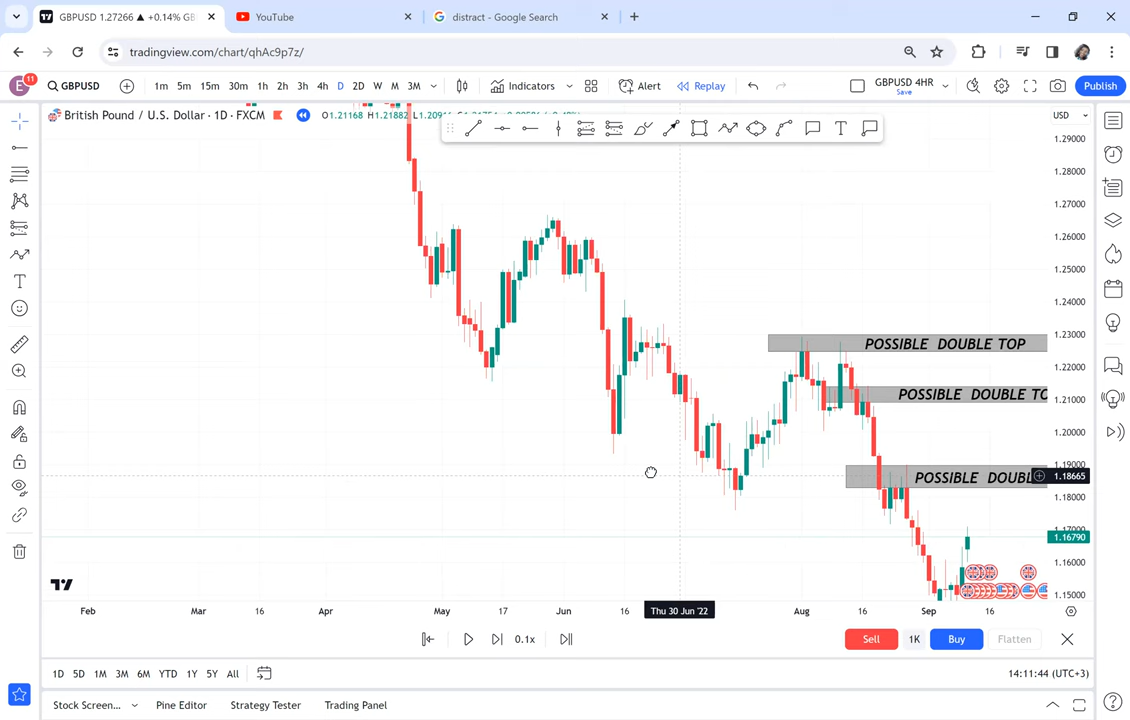 GBPUSD 1.27266 ▲ +0.14% GB
YouTube
distract - Google Search
tradingview.com/chart/qhAc9p7z/
E
11
GBPUSD
1m 5m 15m 30m 1h 2h 3h 4h D 2D W M 3M
Indicators
Alert
Replay
GBPUSD 4HR
Save
Publish
British Pound / U.S. Dollar · 1D · FXCM
O1.21168 H1.21882
USD
1.29000
1.28000
1.27000
1.26000
1.25000
1.24000
1.23000
POSSIBLE DOUBLE TOP
1.22000
POSSIBLE DOUBLE TO
1.21000
1.20000
1.19000
POSSIBLE DOUBL
1.18665
1.18000
1.17000
1.16790
1.16000
1.15000
Feb Mar 16 Apr May 17 Jun 16 Thu 30 Jun '22 Aug 16 Sep 16
0.1x
Sell
1K
Buy
Flatten
1D 5D 1M 3M 6M YTD 1Y 5Y All
14:11:44 (UTC+3)
Stock Screen...
Pine Editor
Strategy Tester
Trading Panel